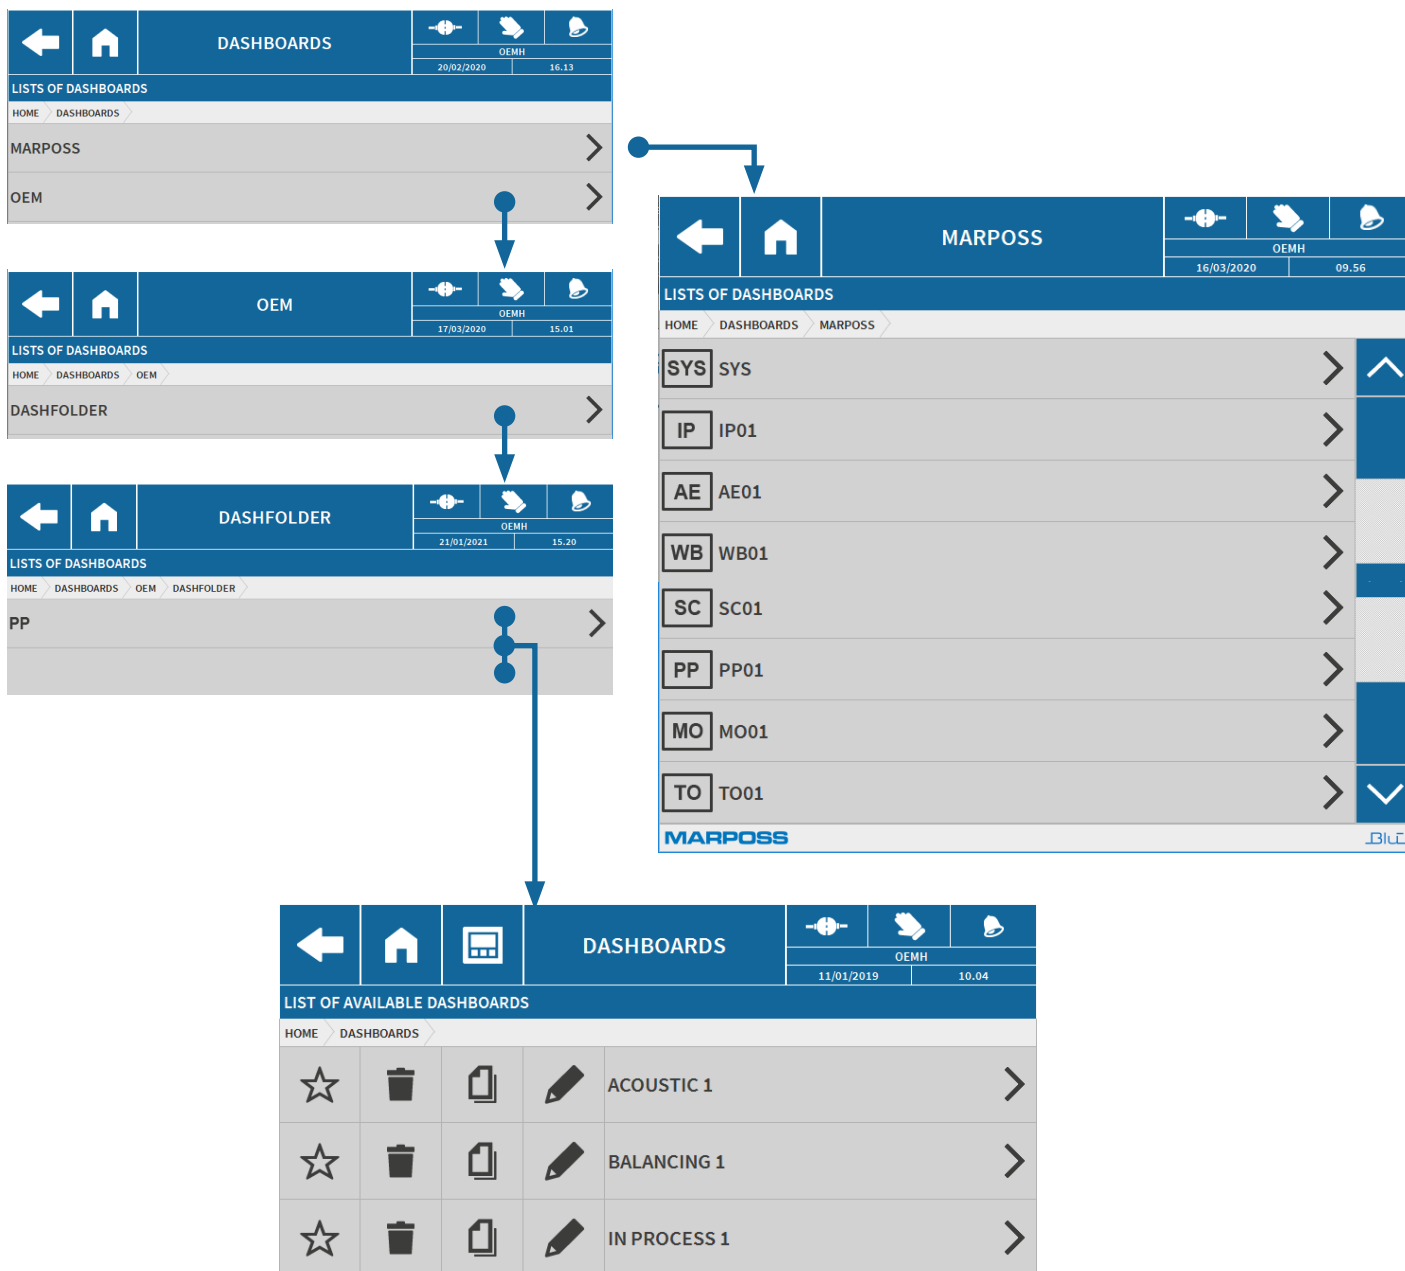 DASHBOARDS
OEMH
20/02/2020 16.13
LISTS OF DASHBOARDS
HOME DASHBOARDS
MARPOSS
OEM
OEM
OEMH
17/03/2020 15.01
LISTS OF DASHBOARDS
HOME DASHBOARDS OEM
DASHFOLDER
DASHFOLDER
OEMH
21/01/2021 15.20
LISTS OF DASHBOARDS
HOME DASHBOARDS OEM DASHFOLDER
PP
MARPOSS
OEMH
16/03/2020 09.56
LISTS OF DASHBOARDS
HOME DASHBOARDS MARPOSS
SYS SYS
IP IP01
AE AE01
WB WB01
SC SC01
PP PP01
MO MO01
TO TO01
MARPOSS Blú
DASHBOARDS
OEMH
11/01/2019 10.04
LIST OF AVAILABLE DASHBOARDS
HOME DASHBOARDS
ACOUSTIC 1
BALANCING 1
IN PROCESS 1